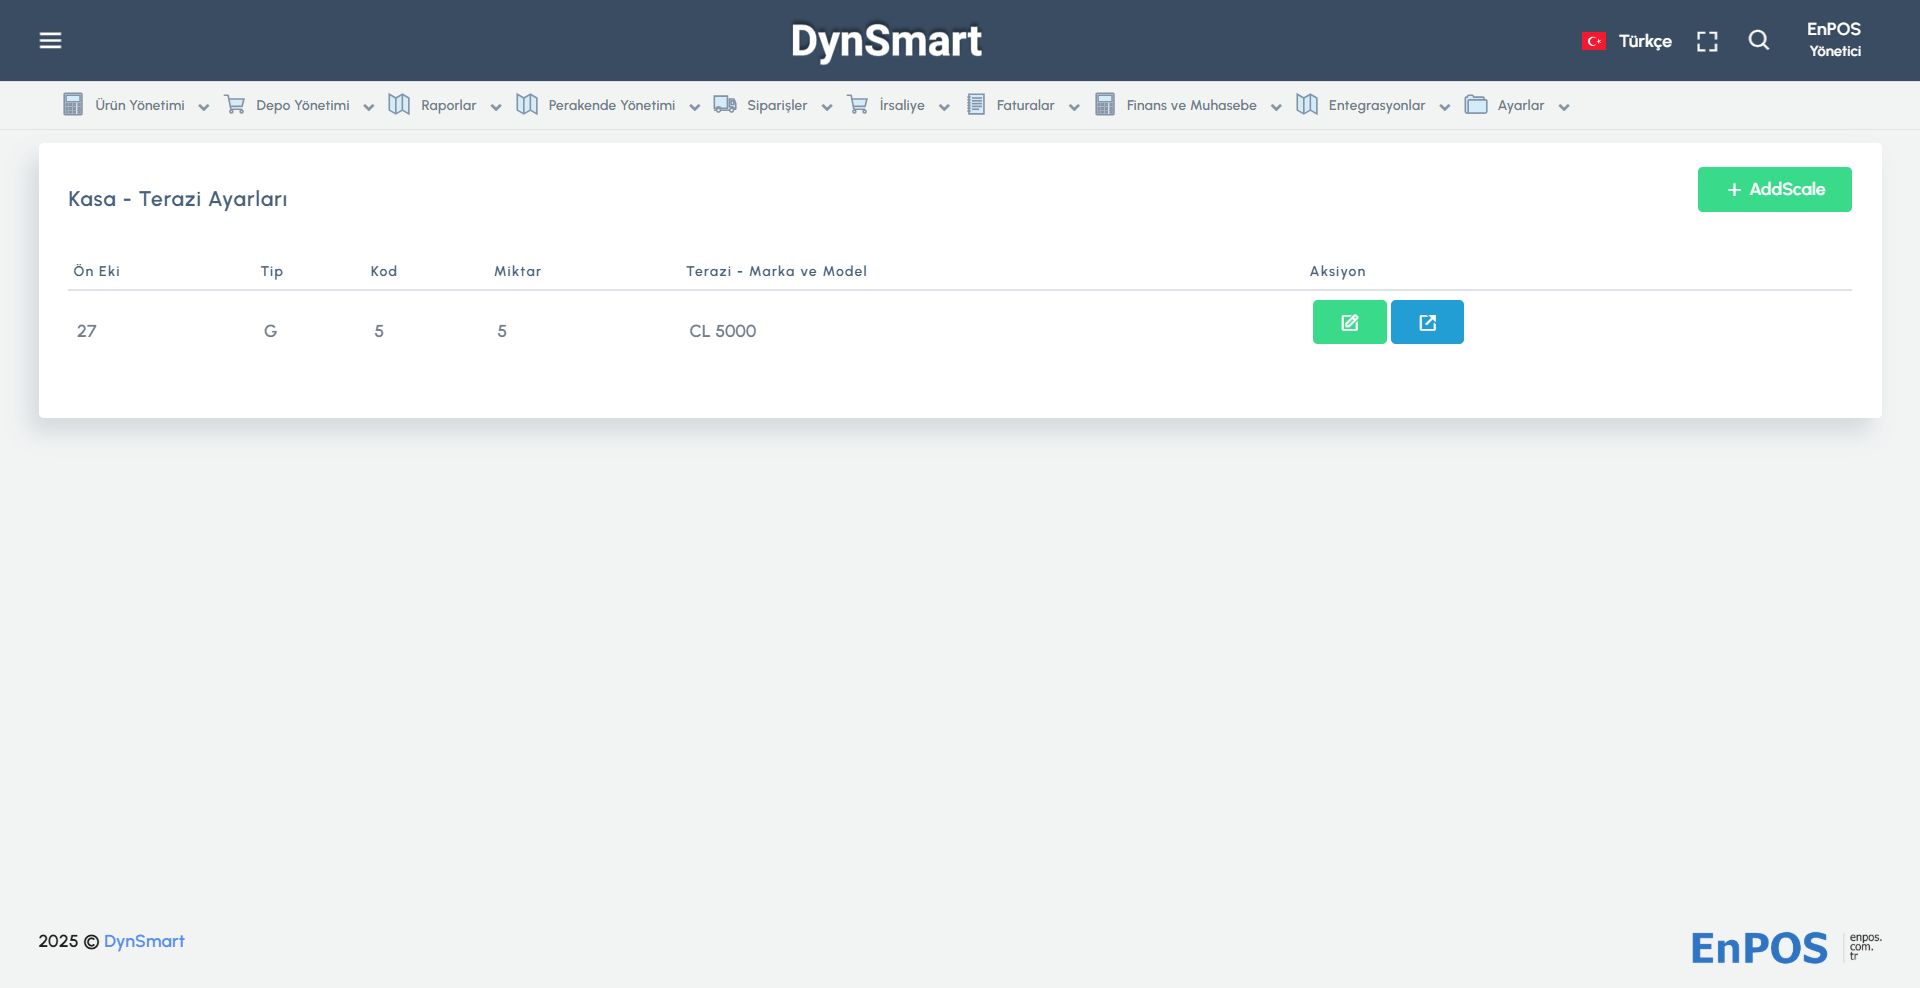 DynSmart
Türkçe
EnPOS
Yönetici
Ürün Yönetimi Depo Yönetimi Raporlar Perakende Yönetimi Siparişler İrsaliye Faturalar Finans ve Muhasebe Entegrasyonlar Ayarlar
Kasa - Terazi Ayarları
+ AddScale
Ön Eki Tip Kod Miktar Terazi - Marka ve Model Aksiyon
27 G 5 5 CL 5000
2025 © DynSmart
EnPOS
enpos.
com.
tr